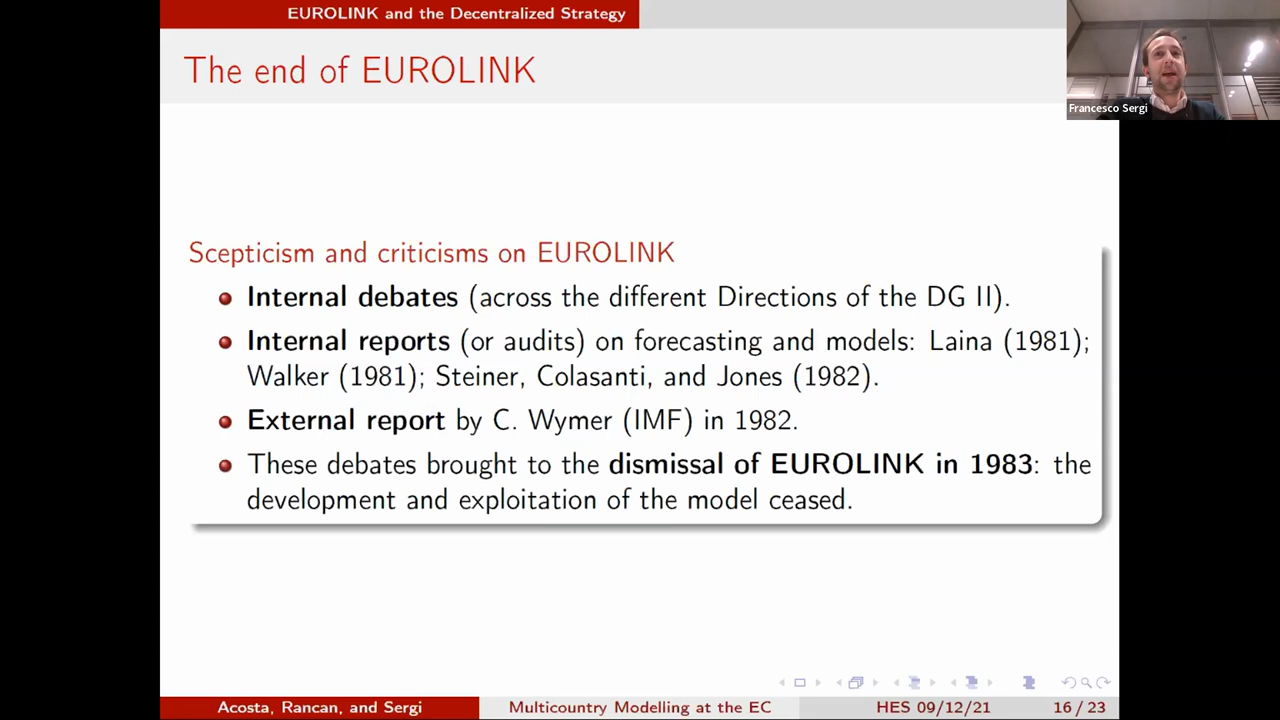 EUROLINK and the Decentralized Strategy
The end of EUROLINK
Francesco Sergi
Scepticism and criticisms on EUROLINK
Internal debates (across the different Directions of the DG II).
Internal reports (or audits) on forecasting and models: Laina (1981);
Walker (1981); Steiner, Colasanti, and Jones (1982).
External report by C. Wymer (IMF) in 1982.
These debates brought to the dismissal of EUROLINK in 1983: the
development and exploitation of the model ceased.
Acosta, Rancan, and Sergi
Multicountry Modelling at the EC
HES 09/12/21
16 / 23